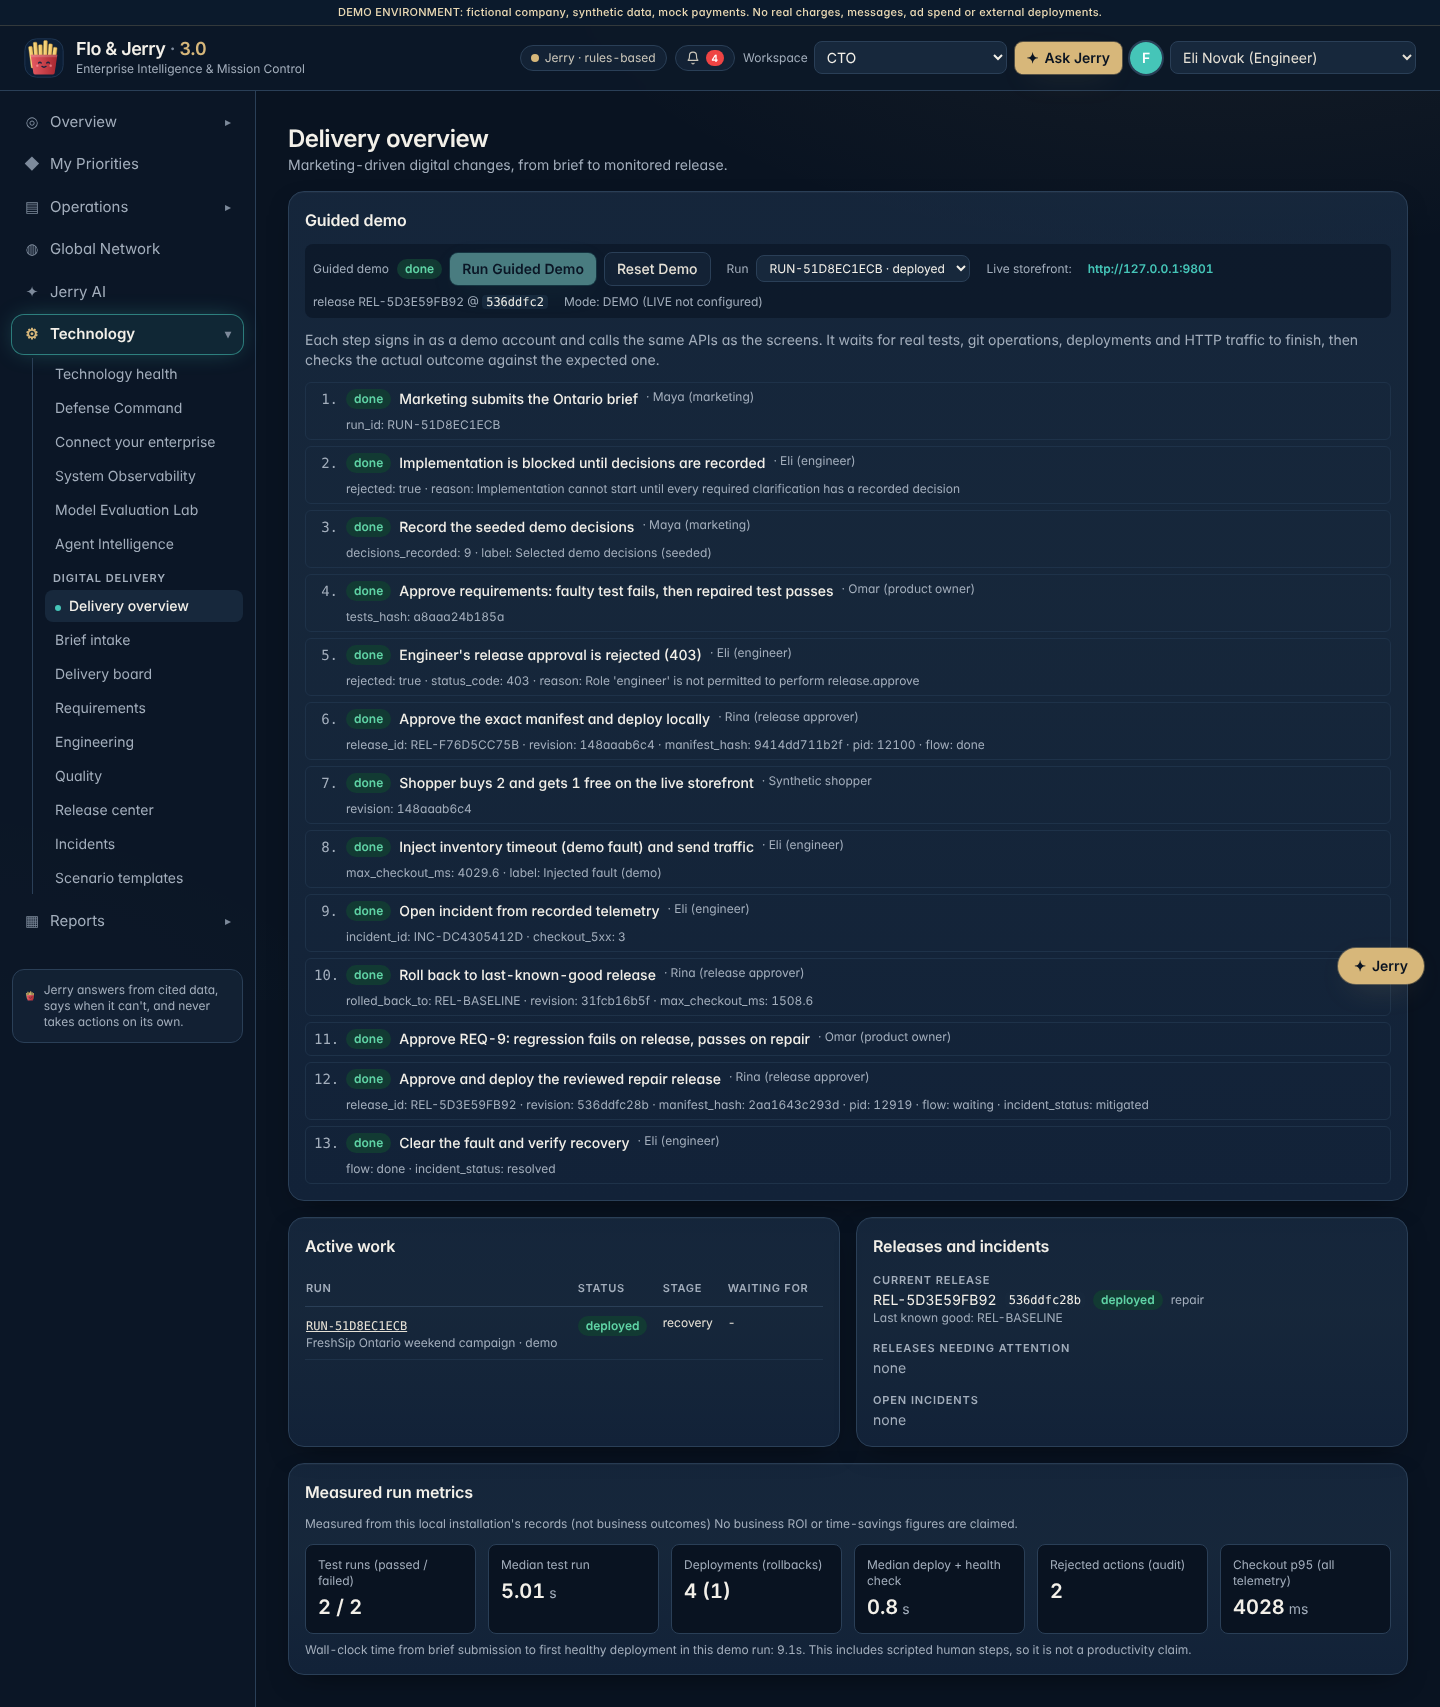 DEMO ENVIRONMENT: fictional company, synthetic data, mock payments. No real charges, messages, ad spend or external deployments.
Flo & Jerry · 3.0
Enterprise Intelligence & Mission Control
Jerry · rules-based
4
Workspace
CTO
✦ Ask Jerry
F
Eli Novak (Engineer)
Overview
My Priorities
Operations
Global Network
Jerry AI
Technology
Technology health
Defense Command
Connect your enterprise
System Observability
Model Evaluation Lab
Agent Intelligence
DIGITAL DELIVERY
Delivery overview
Brief intake
Delivery board
Requirements
Engineering
Quality
Release center
Incidents
Scenario templates
Reports
Jerry answers from cited data,
says when it can't, and never
takes actions on its own.
Delivery overview
Marketing-driven digital changes, from brief to monitored release.
Guided demo
Guided demo done Run Guided Demo Reset Demo Run RUN-51D8EC1ECB · deployed Live storefront: http://127.0.0.1:9801
release REL-5D3E59FB92 @ 536ddfc2 Mode: DEMO (LIVE not configured)
Each step signs in as a demo account and calls the same APIs as the screens. It waits for real tests, git operations, deployments and HTTP traffic to finish, then
checks the actual outcome against the expected one.
1. done Marketing submits the Ontario brief · Maya (marketing)
run_id: RUN-51D8EC1ECB
2. done Implementation is blocked until decisions are recorded · Eli (engineer)
rejected: true · reason: Implementation cannot start until every required clarification has a recorded decision
3. done Record the seeded demo decisions · Maya (marketing)
decisions_recorded: 9 · label: Selected demo decisions (seeded)
4. done Approve requirements: faulty test fails, then repaired test passes · Omar (product owner)
tests_hash: a8aaa24b185a
5. done Engineer's release approval is rejected (403) · Eli (engineer)
rejected: true · status_code: 403 · reason: Role 'engineer' is not permitted to perform release.approve
6. done Approve the exact manifest and deploy locally · Rina (release approver)
release_id: REL-F76D5CC75B · revision: 148aaab6c4 · manifest_hash: 9414dd711b2f · pid: 12100 · flow: done
7. done Shopper buys 2 and gets 1 free on the live storefront · Synthetic shopper
revision: 148aaab6c4
8. done Inject inventory timeout (demo fault) and send traffic · Eli (engineer)
max_checkout_ms: 4029.6 · label: Injected fault (demo)
9. done Open incident from recorded telemetry · Eli (engineer)
incident_id: INC-DC4305412D · checkout_5xx: 3
✦ Jerry
10. done Roll back to last-known-good release · Rina (release approver)
rolled_back_to: REL-BASELINE · revision: 31fcb16b5f · max_checkout_ms: 1508.6
11. done Approve REQ-9: regression fails on release, passes on repair · Omar (product owner)
12. done Approve and deploy the reviewed repair release · Rina (release approver)
release_id: REL-5D3E59FB92 · revision: 536ddfc28b · manifest_hash: 2aa1643c293d · pid: 12919 · flow: waiting · incident_status: mitigated
13. done Clear the fault and verify recovery · Eli (engineer)
flow: done · incident_status: resolved
Active work
RUN STATUS STAGE WAITING FOR
RUN-51D8EC1ECB deployed recovery -
FreshSip Ontario weekend campaign · demo
Releases and incidents
CURRENT RELEASE
REL-5D3E59FB92 536ddfc28b deployed repair
Last known good: REL-BASELINE
RELEASES NEEDING ATTENTION
none
OPEN INCIDENTS
none
Measured run metrics
Measured from this local installation's records (not business outcomes) No business ROI or time-savings figures are claimed.
Test runs (passed /
failed)
2 / 2
Median test run
5.01 s
Deployments (rollbacks)
4 (1)
Median deploy + health
check
0.8 s
Rejected actions (audit)
2
Checkout p95 (all
telemetry)
4028 ms
Wall-clock time from brief submission to first healthy deployment in this demo run: 9.1s. This includes scripted human steps, so it is not a productivity claim.